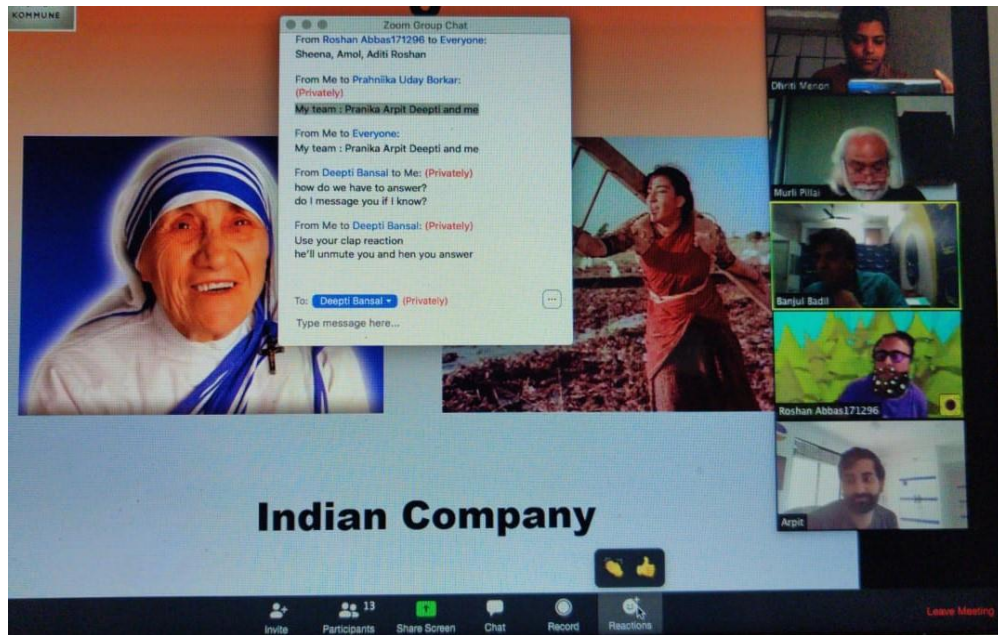 KOMMUNE
Zoom Group Chat
From Roshan Abbas171296 to Everyone:
Sheena, Amol, Aditi Roshan
From Me to Prahniika Uday Borkar:
(Privately)
My team : Pranika Arpit Deepti and me
From Me to Everyone:
My team : Pranika Arpit Deepti and me
From Deepti Bansal to Me: (Privately)
how do we have to answer?
do I message you if I know?
From Me to Deepti Bansal: (Privately)
Use your clap reaction
he'll unmute you and hen you answer
To: Deepti Bansal (Privately)
Type message here...
Dhriti Menon
Murli Pillai
Banjul Badil
Roshan Abbas171296
Arpit
Indian Company
Invite
Participants 13
Share Screen
Chat
Record
Reactions
Leave Meeting